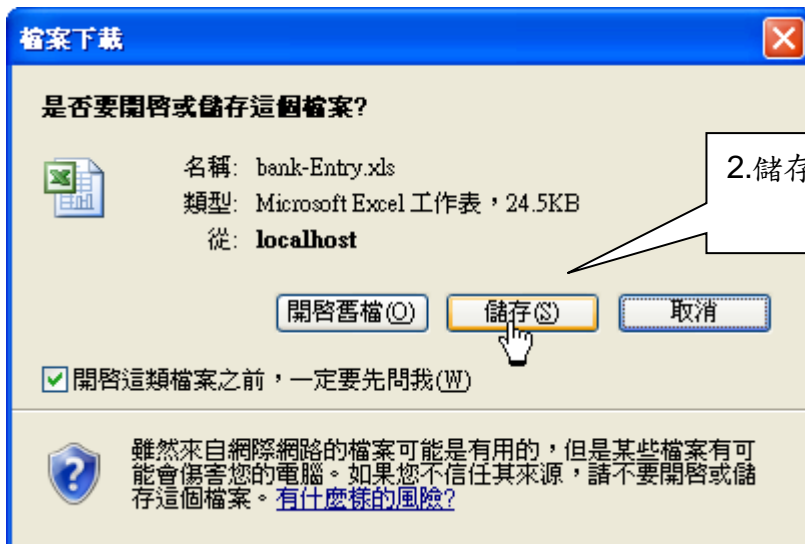 檔案下載
是否要開啟或儲存這個檔案?
名稱: bank-Entry.xls
類型: Microsoft Excel 工作表，24.5KB
從: localhost
2.儲存
開啟舊檔(O)
儲存(S)
取消
開啟這類檔案之前，一定要先問我(W)
雖然來自網際網路的檔案可能是有用的，但是某些檔案有可
能會傷害您的電腦。如果您不信任其來源，請不要開啟或儲
存這個檔案。有什麼樣的風險?